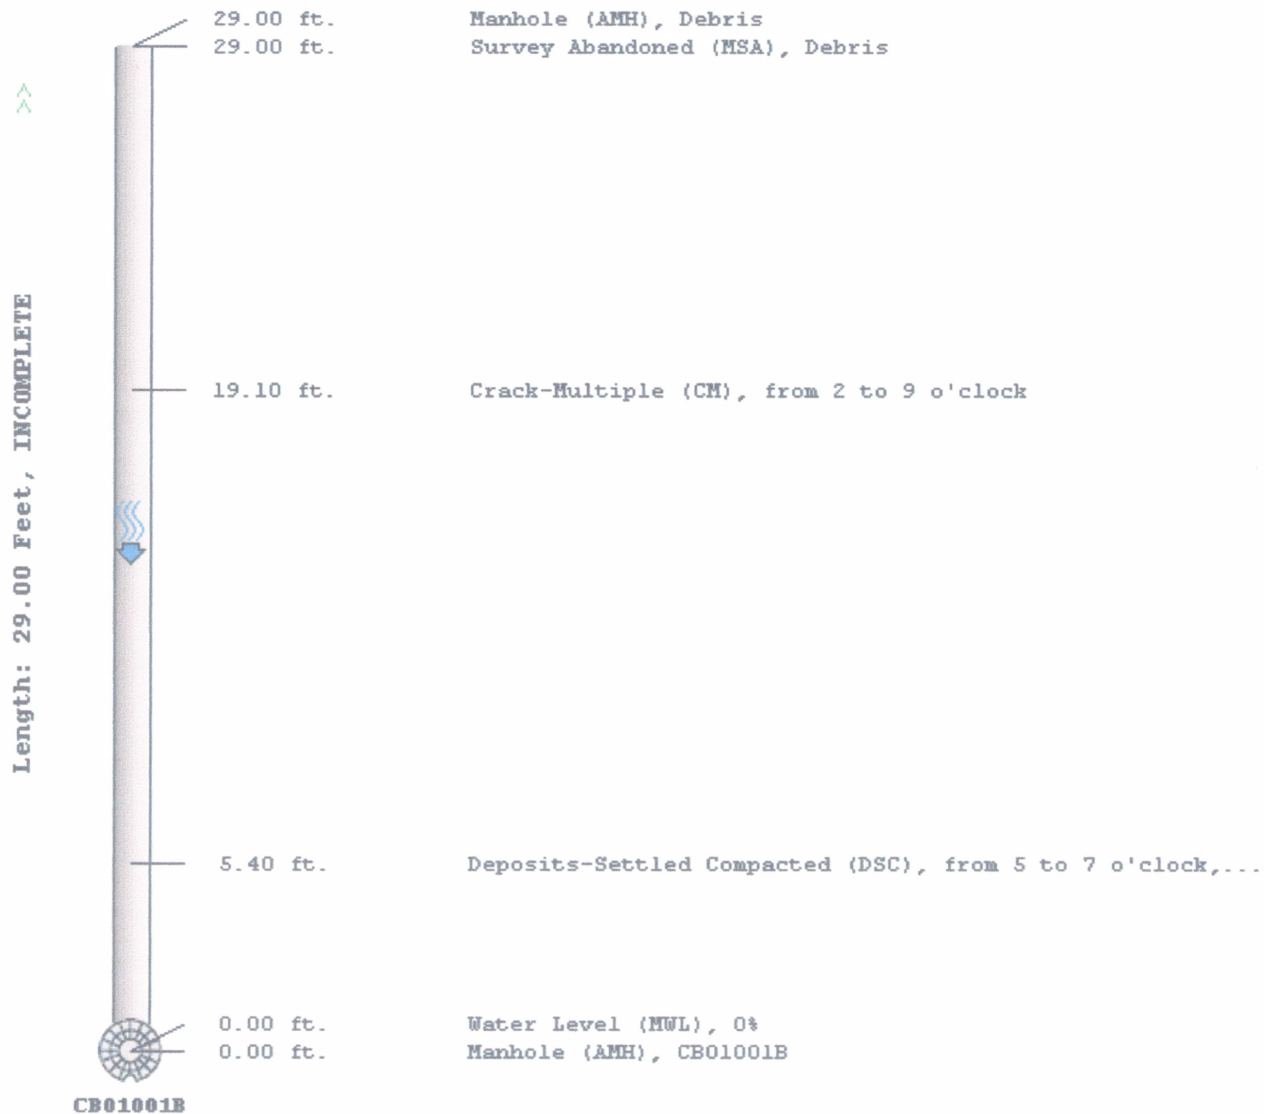 29.00 ft. Manhole (AMH), Debris
29.00 ft. Survey Abandoned (MSA), Debris
Length: 29.00 Feet, INCOMPLETE
19.10 ft. Crack-Multiple (CM), from 2 to 9 o'clock
5.40 ft. Deposits-Settled Compacted (DSC), from 5 to 7 o'clock,...
0.00 ft. Water Level (MWL), 0%
0.00 ft. Manhole (AMH), CB01001B
CB01001B